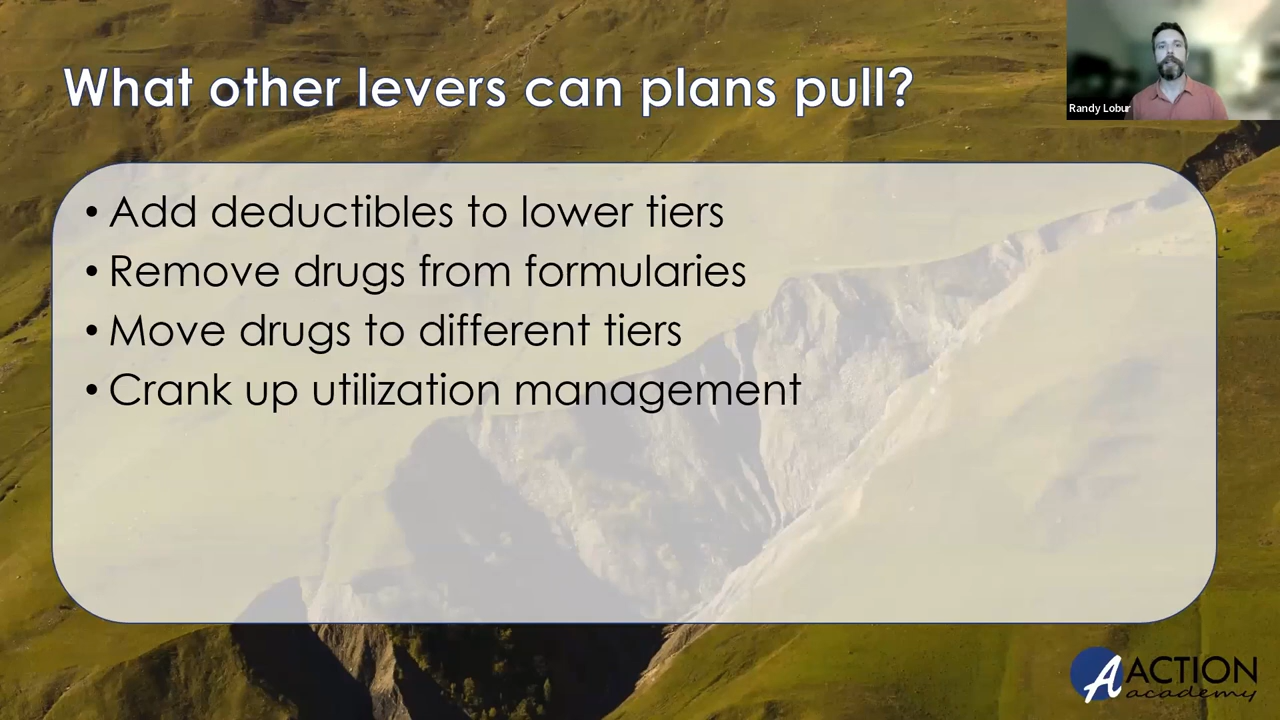 What other levers can plans pull?
Randy Lobur
• Add deductibles to lower tiers
• Remove drugs from formularies
• Move drugs to different tiers
• Crank up utilization management
A ACTION
academy